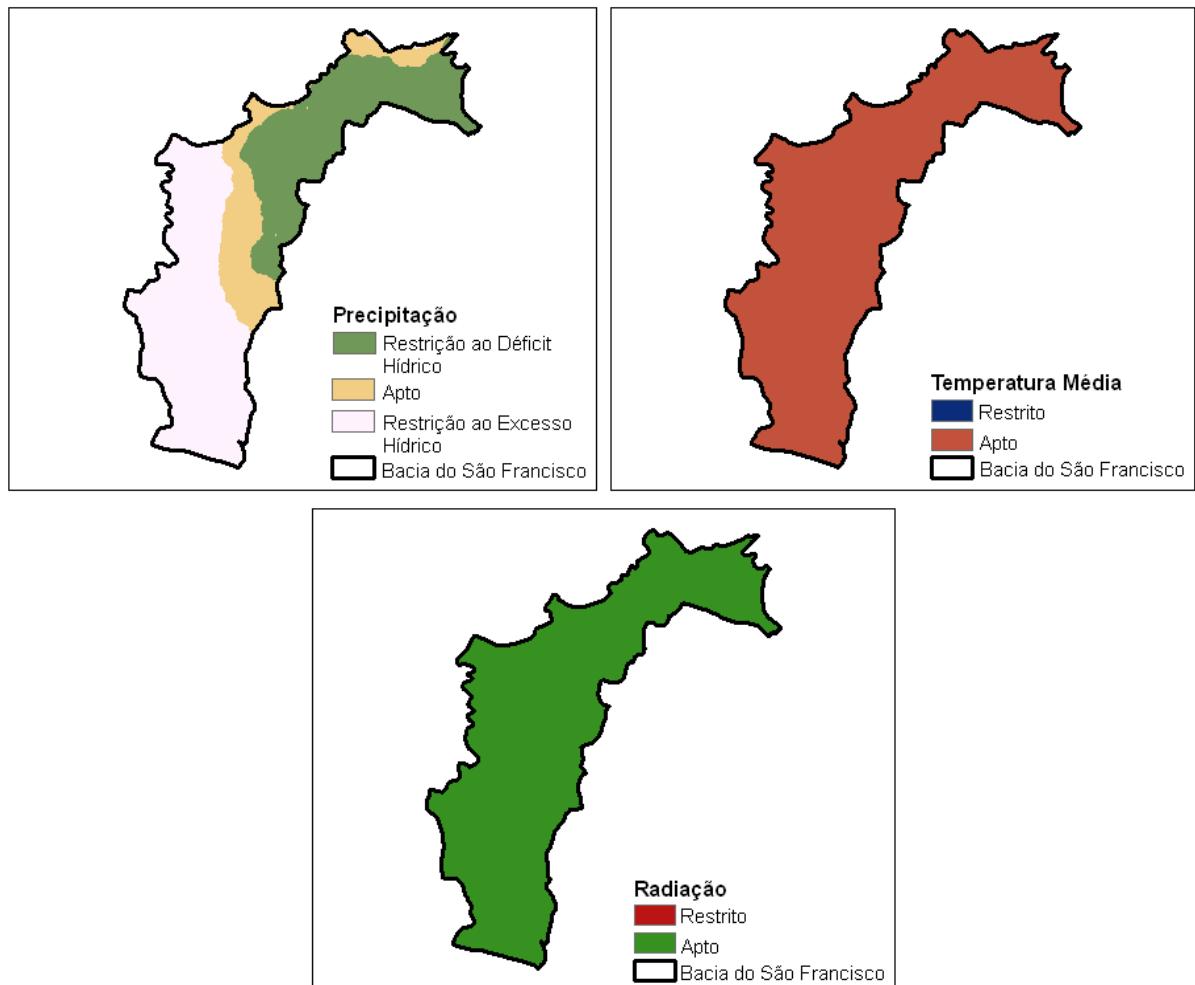 Precipitação
Restrição ao Déficit
Hídrico
Apto
Restrição ao Excesso
Hídrico
Bacia do São Francisco
Temperatura Média
Restrito
Apto
Bacia do São Francisco
Radiação
Restrito
Apto
Bacia do São Francisco